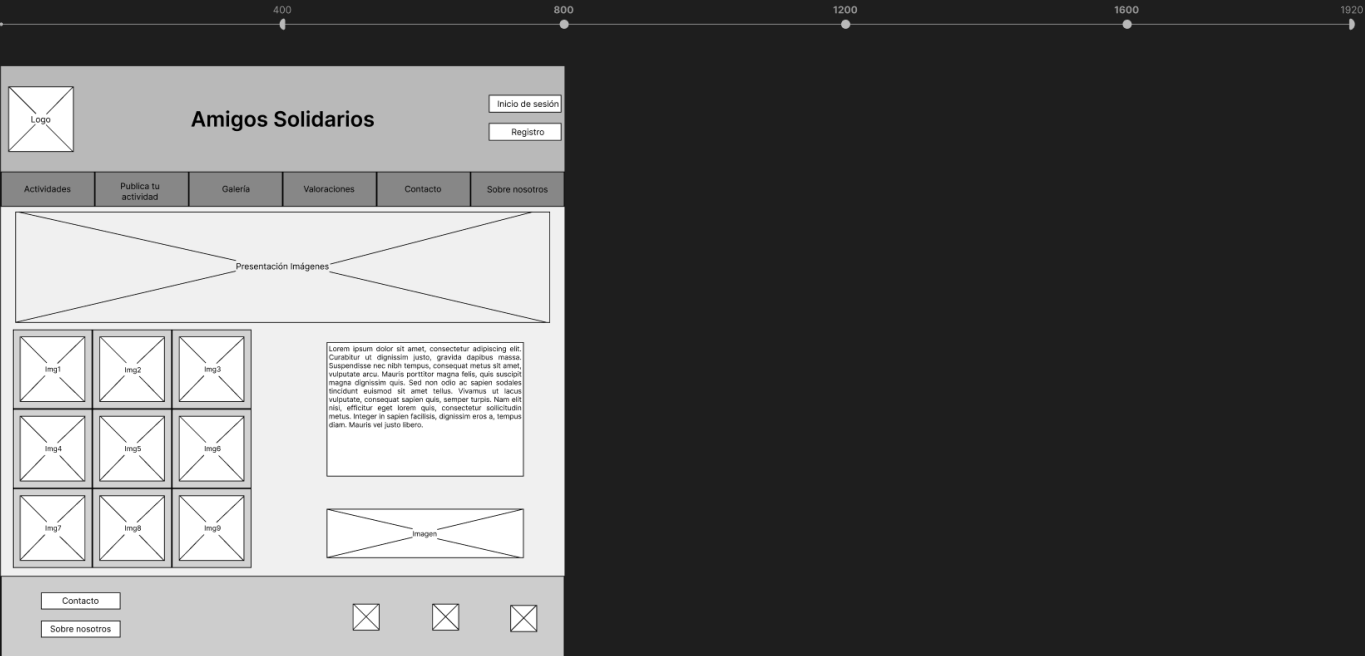 400
800
1200
1600
1920
Logo
Amigos Solidarios
Inicio de sesión
Registro
Actividades
Publica tu
actividad
Galería
Valoraciones
Contacto
Sobre nosotros
Presentación Imágenes
Img1
Img2
Img3
Lorem ipsum dolor sit amet, consectetur adipiscing elit.
Curabitur ut dignissim justo, gravida dapibus massa.
Suspendisse nec nibh tempus, consequat metus sit amet,
vulputate arcu. Mauris porttitor magna felis, quis suscipit
magna dignissim quis. Sed non odio ac sapien sodales
tincidunt euismod sit amet tellus. Vivamus ut lacus
vulputate, consequat sapien quis, semper turpis. Nam elit
nisi, efficitur eget lorem quis, consectetur sollicitudin
metus. Integer in sapien facilisis, dignissim eros a, tempus
diam. Mauris vel justo libero.
Img4
Img5
Img6
Img7
Img8
Img9
Imagen
Contacto
Sobre nosotros